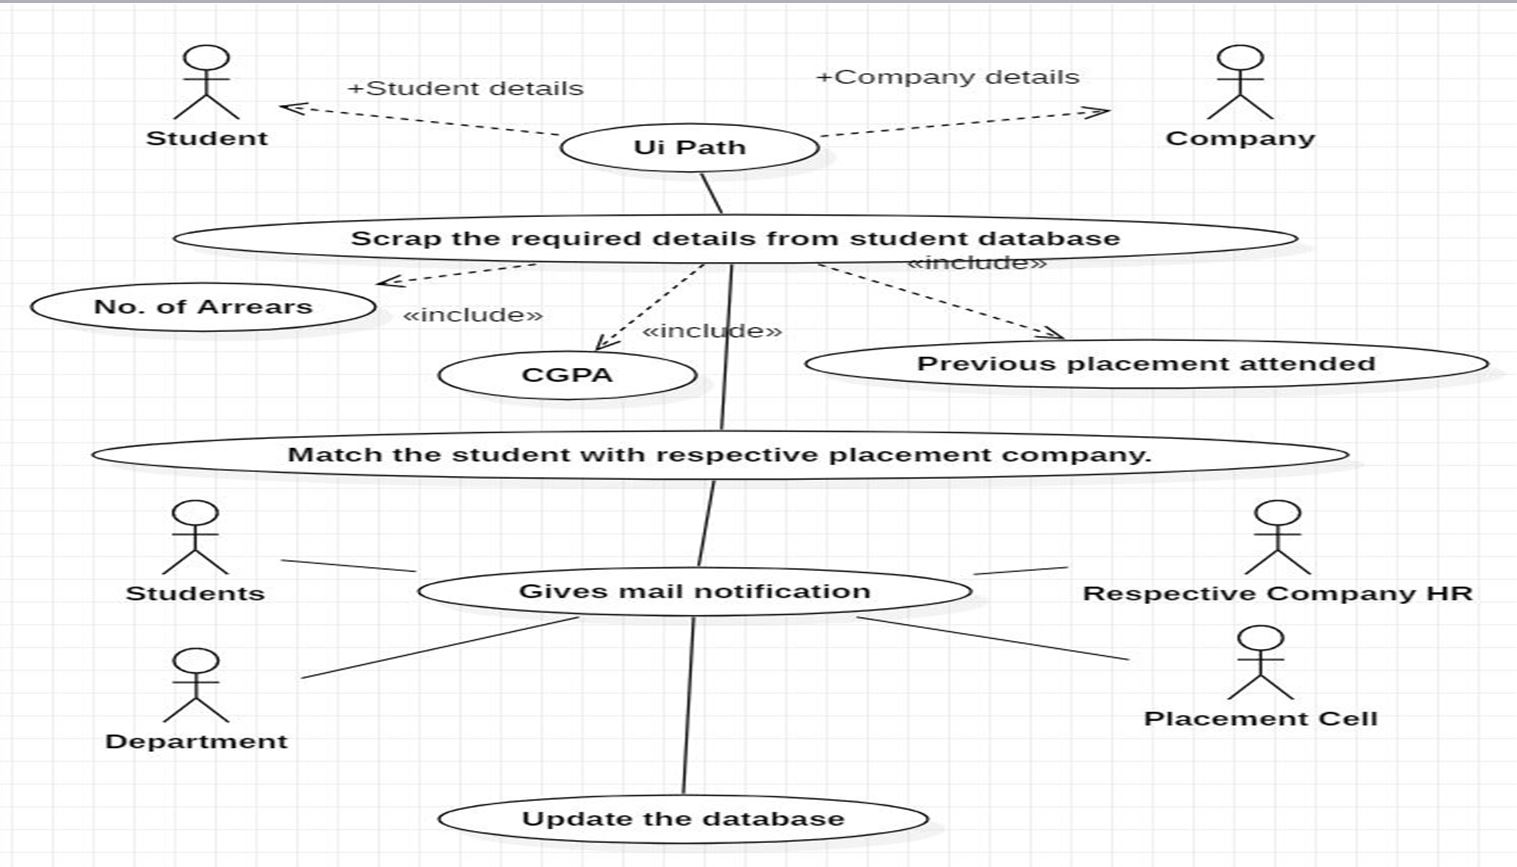 +Student details
+Company details
Student
Company
Ui Path
Scrap the required details from student database
«include»
No. of Arrears
«include»
«include»
CGPA
Previous placement attended
Match the student with respective placement company.
Students
Gives mail notification
Respective Company HR
Department
Placement Cell
Update the database